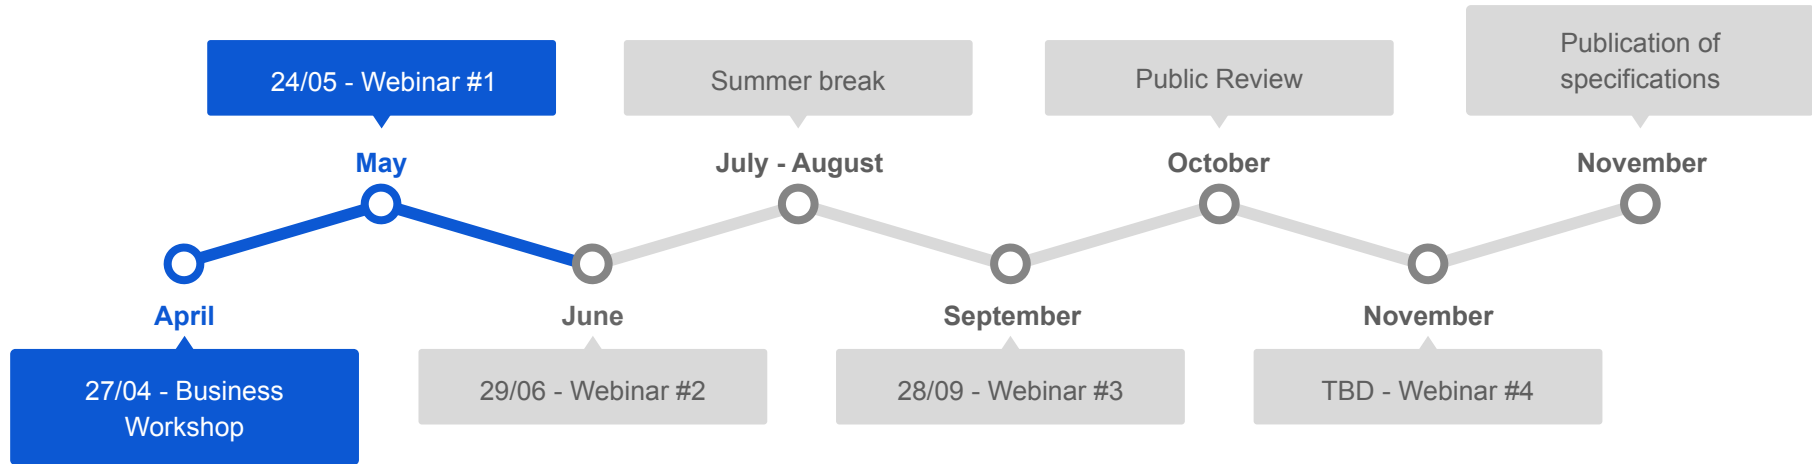 24/05 - Webinar #1
Summer break
Public Review
Publication of
specifications
May
July - August
October
November
April
June
September
November
27/04 - Business
Workshop
29/06 - Webinar #2
28/09 - Webinar #3
TBD - Webinar #4